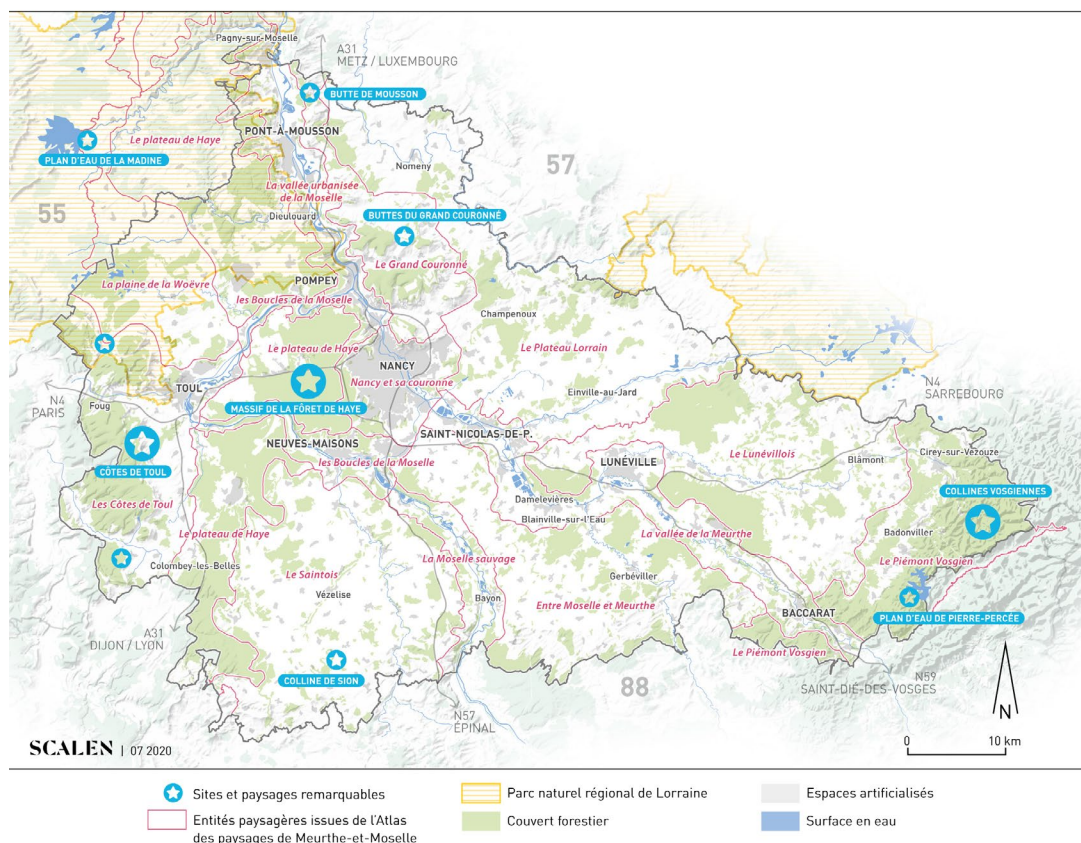 Pagny-sur-Moselle
A31
METZ / LUXEMBOURG
BUTTE DE MOUSSON
PONT-À-MOUSSON
Le plateau de Haye
PLAN D'EAU DE LA MADINE
Nomeny
57
La vallée urbanisée
de la Moselle
55
Dieulouard
BUTTES DU GRAND COURONNÉ
Le Grand Couronné
POMPEY
La plaine de la Woëvre
les Boucles de la Moselle
Champenoux
Le plateau de Haye
Le Plateau Lorrain
NANCY
Nancy et sa couronne
TOUL
N4
PARIS
Foug
MASSIF DE LA FÔRET DE HAYE
Einville-au-Jard
N4
SARREBOURG
SAINT-NICOLAS-DE-P.
NEUVES-MAISONS
les Boucles de la Moselle
CÔTES DE TOUL
LUNÉVILLE
Le Lunévillois
Blâmont
Cirey-sur-Vezouze
COLLINES VOSGIENNES
Les Côtes de Toul
Damelevières
Blainville-sur-l'Eau
Le plateau de Haye
La vallée de la Meurthe
Badonviller
Colombey-les-Belles
La Moselle sauvage
Le Piémont Vosgien
Le Saintois
Gerbéviller
Vézelise
Bayon
Entre Moselle et Meurthe
BACCARAT
PLAN D'EAU DE PIERRE-PERCÉE
A31
DIJON / LYON
Le Piémont Vosgien
COLLINE DE SION
88
N59
SAINT-DIÉ-DES-VOSGES
N57
ÉPINAL
N
SCALEN | 07 2020
0 10 km
Sites et paysages remarquables
Entités paysagères issues de l'Atlas
des paysages de Meurthe-et-Moselle
Parc naturel régional de Lorraine
Couvert forestier
Espaces artificialisés
Surface en eau